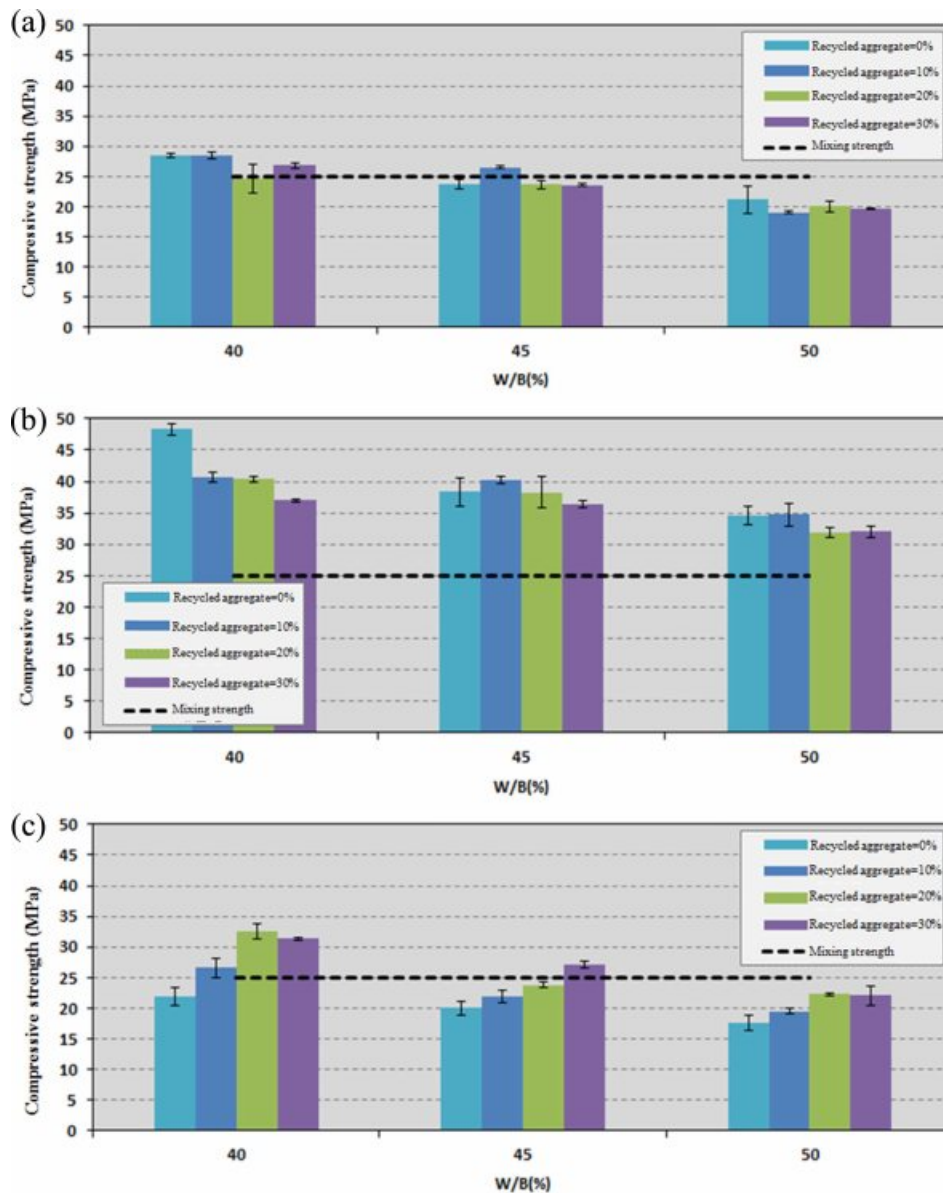 (a)
50
45
40
35
30
25
20
15
10
5
0
Compressive strength (MPa)
Recycled aggregate=0%
Recycled aggregate=10%
Recycled aggregate=20%
Recycled aggregate=30%
Mixing strength
40 45 50
W/B(%)
(b)
50
45
40
35
30
25
20
15
10
5
0
Compressive strength (MPa)
Recycled aggregate=0%
Recycled aggregate=10%
Recycled aggregate=20%
Recycled aggregate=30%
Mixing strength
40 45 50
W/B(%)
(c)
50
45
40
35
30
25
20
15
10
5
0
Compressive strength (MPa)
Recycled aggregate=0%
Recycled aggregate=10%
Recycled aggregate=20%
Recycled aggregate=30%
Mixing strength
40 45 50
W/B(%)